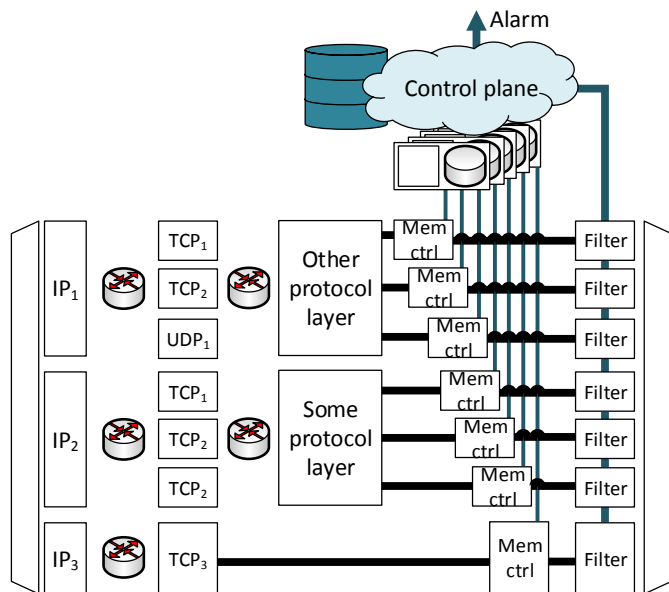 Alarm
Control plane
IP1
TCP1
TCP2
UDP1
Other
protocol
layer
Mem
ctrl
Mem
ctrl
Mem
ctrl
Filter
Filter
Filter
IP2
TCP1
TCP2
TCP2
Some
protocol
layer
Mem
ctrl
Mem
ctrl
Mem
ctrl
Filter
Filter
Filter
IP3
TCP3
Mem
ctrl
Filter